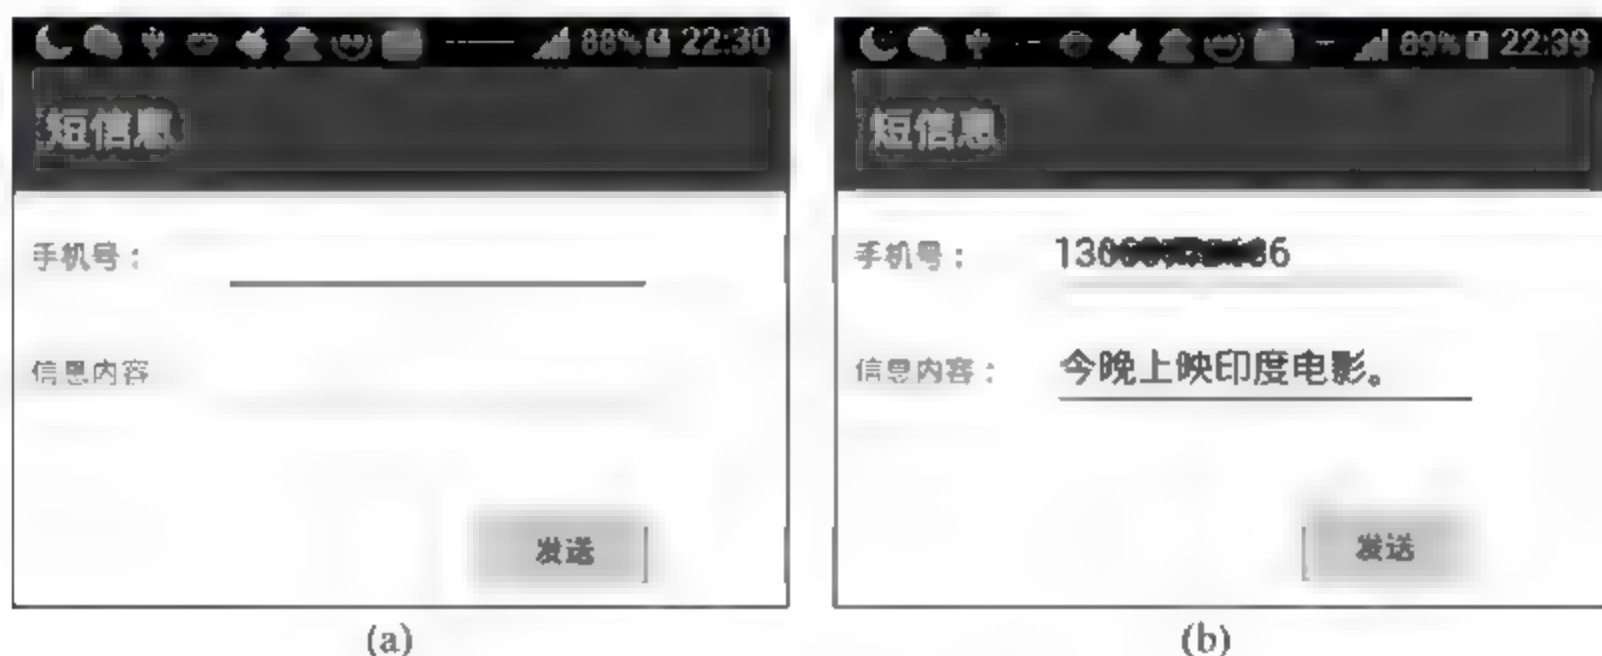 88% 22:30
短信息
手机号：
信息内容
发送
(a)
89% 22:39
短信息
手机号：
信息内容：今晚上映印度电影。
发送
(b)